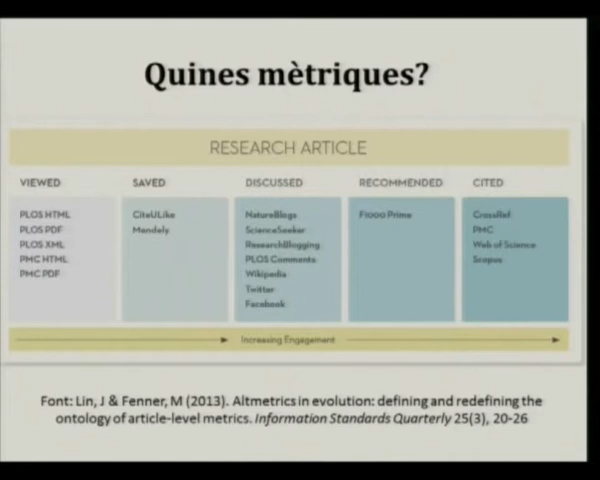 Quines mètriques?
RESEARCH ARTICLE
VIEWED
PLOS HTML
PLOS PDF
PLOS XML
PMC HTML
PMC PDF
SAVED
CiteULike
Mendely
DISCUSSED
NatureBlogs
ScienceSeeker
ResearchBlogging
PLOS Comments
Wikipedia
Twitter
Facebook
RECOMMENDED
F1000 Prime
CITED
CrossRef
PMC
Web of Science
Scopus
Increasing Engagement
Font: Lin, J & Fenner, M (2013). Altmetrics in evolution: defining and redefining the
ontology of article-level metrics. Information Standards Quarterly 25(3), 20-26